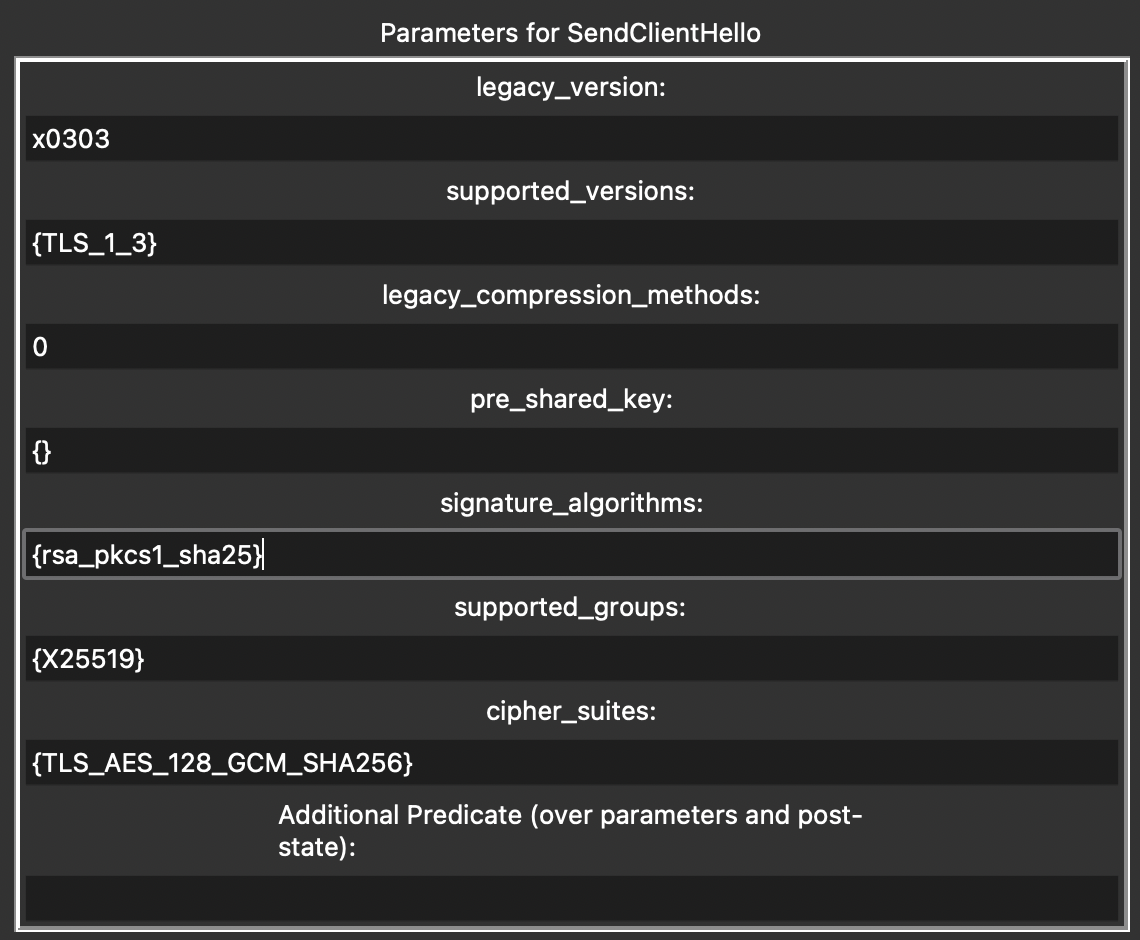 Parameters for SendClientHello
legacy_version:
x0303
supported_versions:
{TLS_1_3}
legacy_compression_methods:
0
pre_shared_key:
{}
signature_algorithms:
{rsa_pkcs1_sha25}
supported_groups:
{X25519}
cipher_suites:
{TLS_AES_128_GCM_SHA256}
Additional Predicate (over parameters and post-
state):